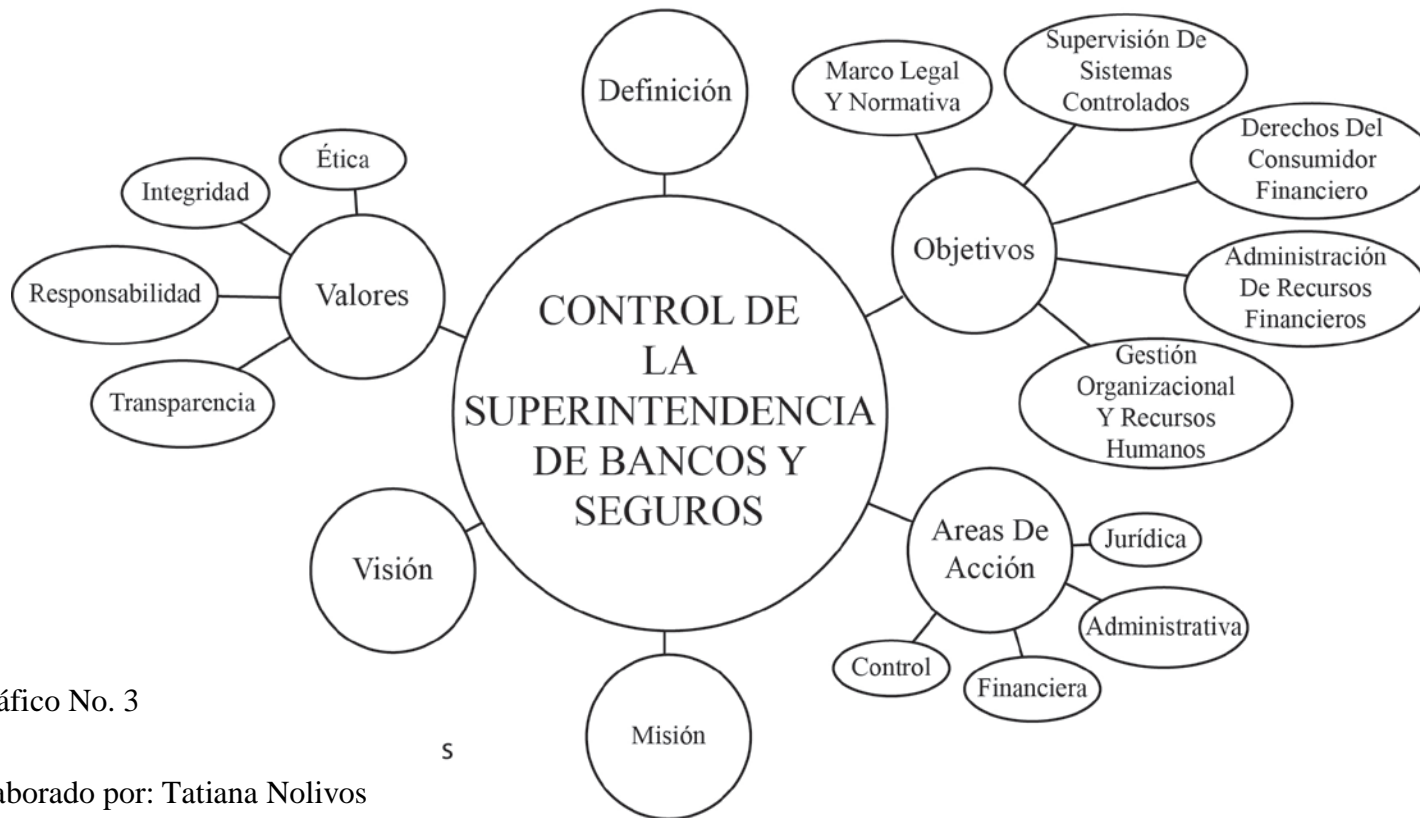 Definición
Marco Legal
Y Normativa
Supervisión De
Sistemas
Controlados
Derechos Del
Consumidor
Financiero
Ética
Integridad
Responsabilidad
Valores
Transparencia
Objetivos
Administración
De Recursos
Financieros
Gestión
Organizacional
Y Recursos
Humanos
CONTROL DE
LA
SUPERINTENDENCIA
DE BANCOS Y
SEGUROS
Visión
Misión
Areas De
Acción
Jurídica
Administrativa
Control
Financiera
áfico No. 3
s
aborado por: Tatiana Nolivos